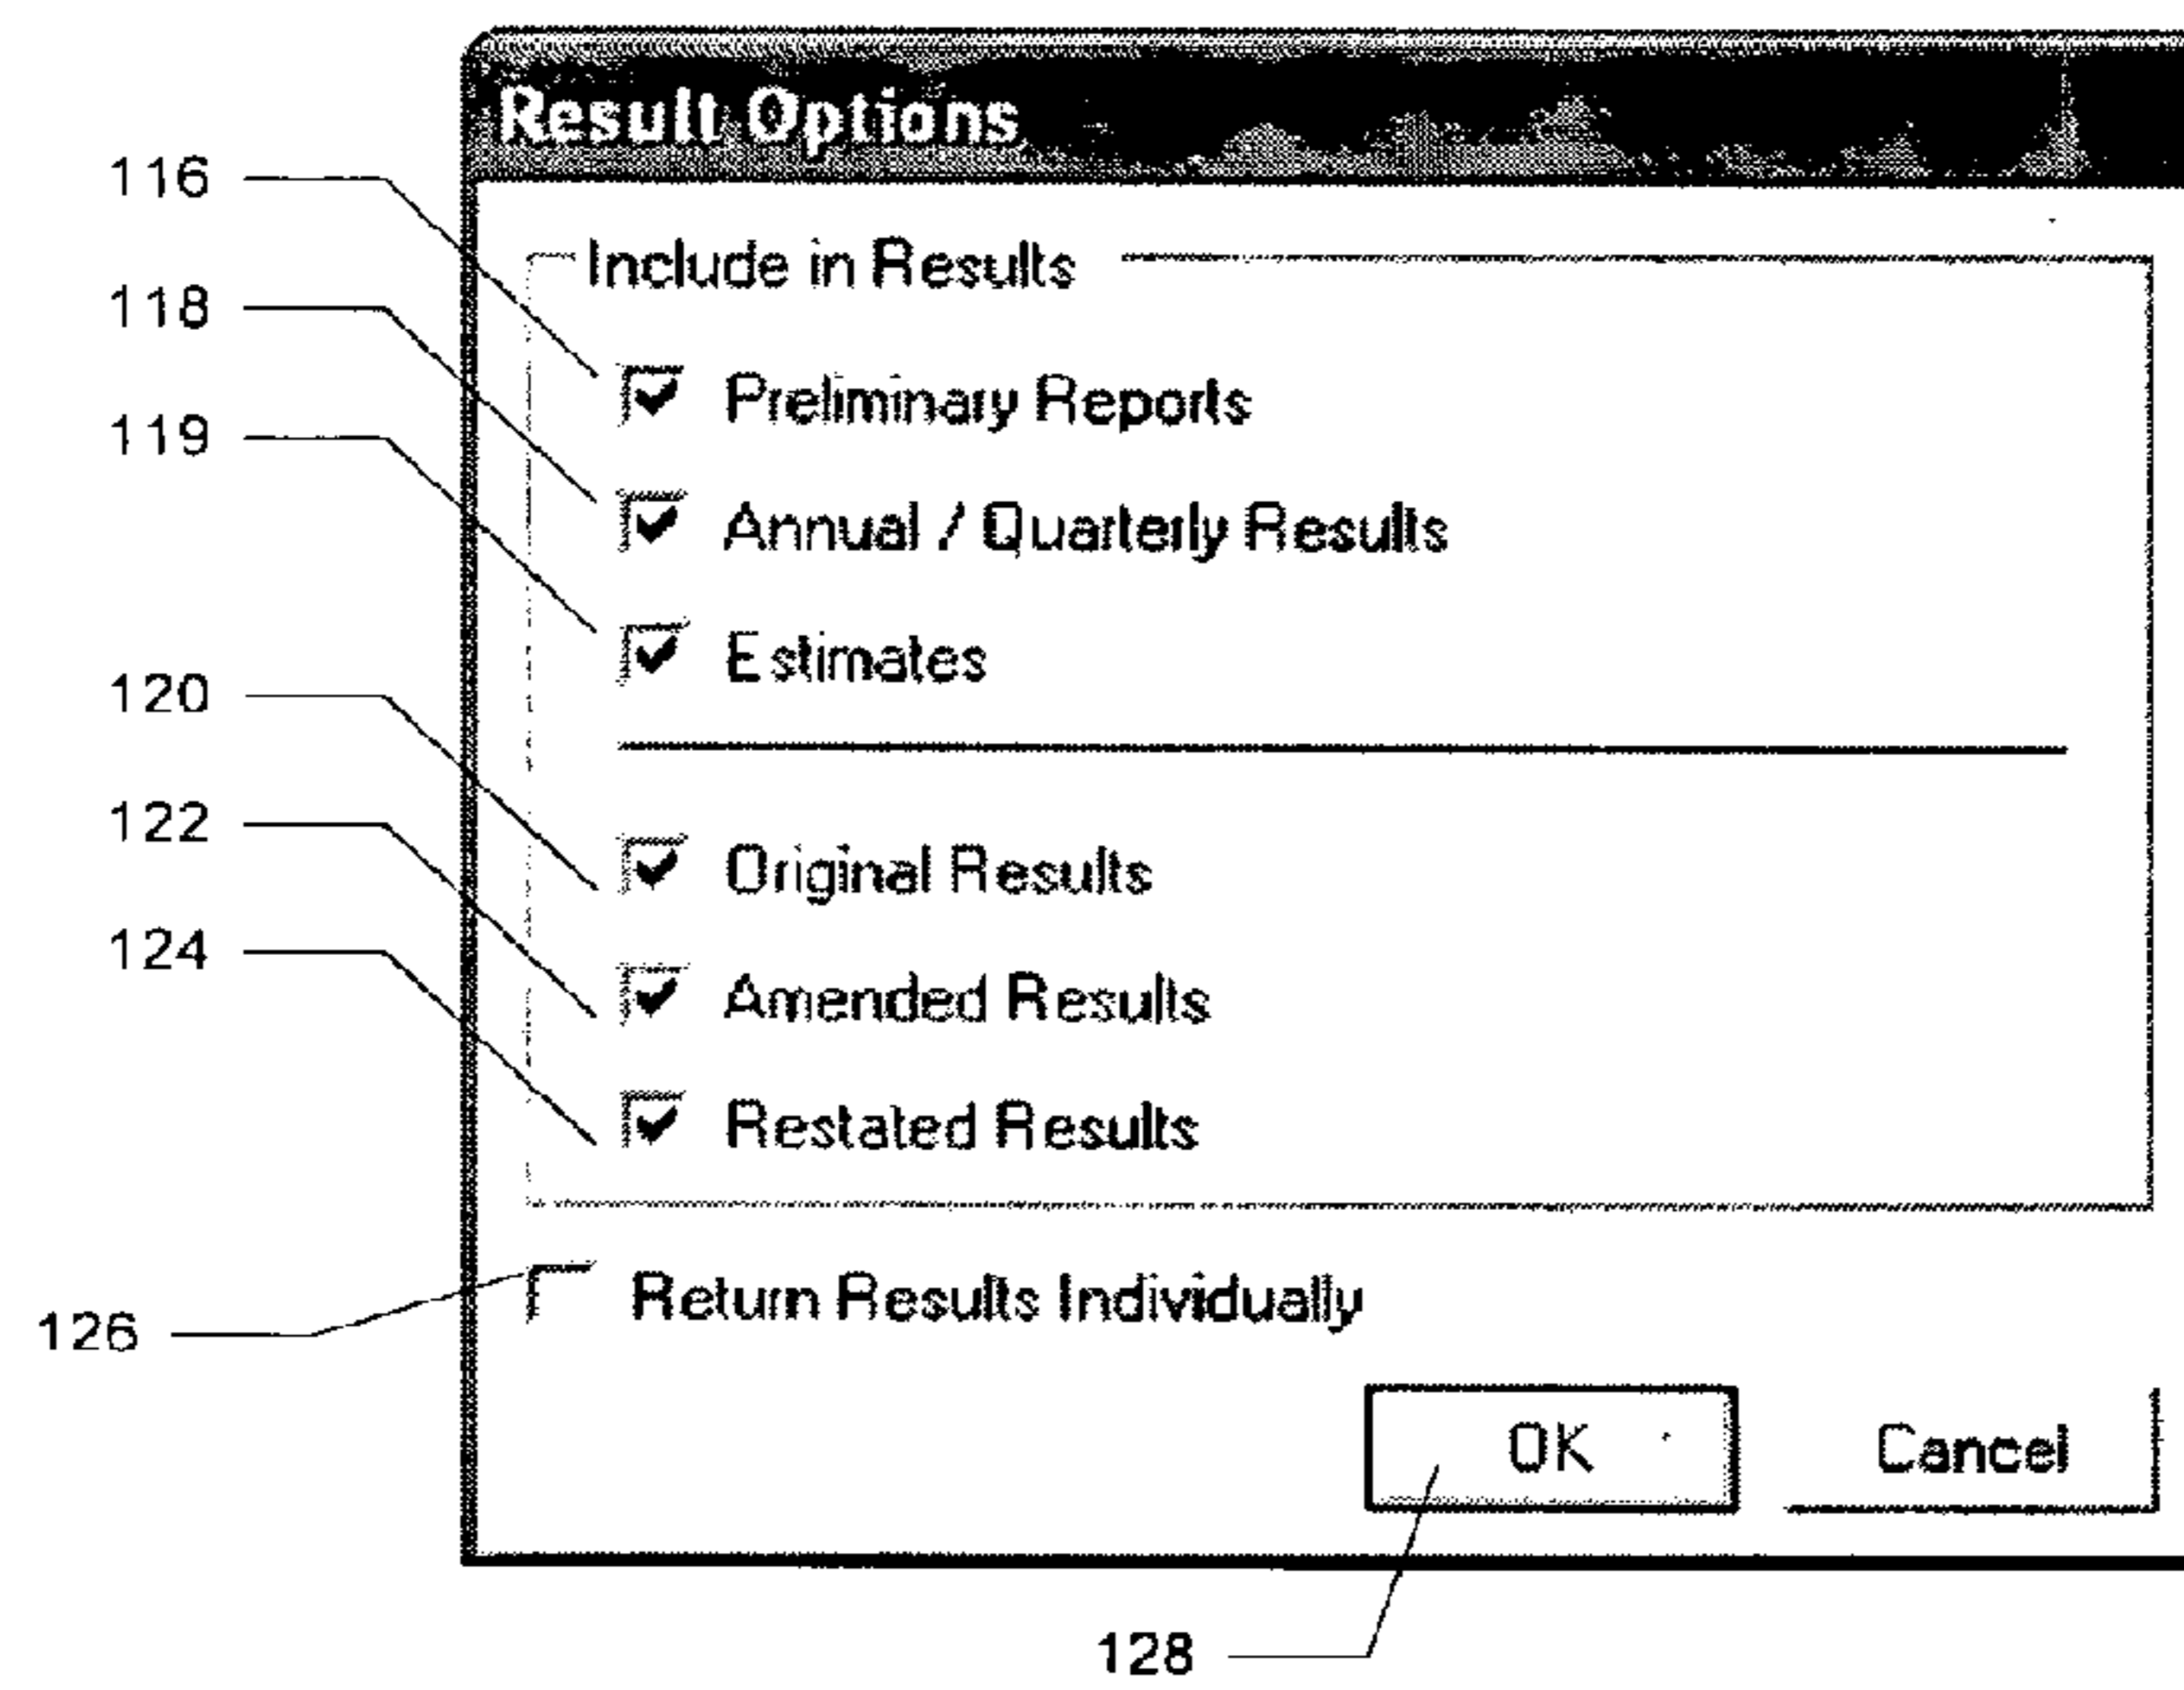 Result Options
116
Include in Results
118
Preliminary Reports
119
Annual / Quarterly Results
Estimates
120
122
Original Results
124
Amended Results
Restated Results
126
Return Results Individually
OK
Cancel
128